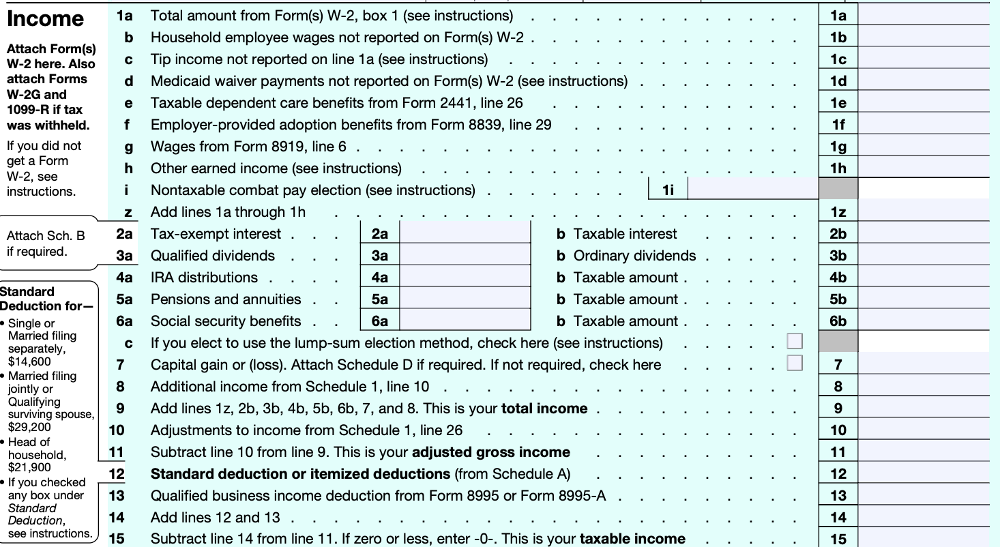 Income
Attach Form(s)
W-2 here. Also
attach Forms
W-2G and
1099-R if tax
was withheld.
If you did not
get a Form
W-2, see
instructions.
1a Total amount from Form(s) W-2, box 1 (see instructions) . . . . . . . . . . . . . 1a
b Household employee wages not reported on Form(s) W-2 . . . . . . . . . . . . . 1b
c Tip income not reported on line 1a (see instructions) . . . . . . . . . . . . . . 1c
d Medicaid waiver payments not reported on Form(s) W-2 (see instructions) . . . . . . . . 1d
e Taxable dependent care benefits from Form 2441, line 26 . . . . . . . . . . . . 1e
f Employer-provided adoption benefits from Form 8839, line 29 . . . . . . . . . . . 1f
g Wages from Form 8919, line 6 . . . . . . . . . . . . . . . . . . . . . 1g
h Other earned income (see instructions) . . . . . . . . . . . . . . . . . . 1h
i Nontaxable combat pay election (see instructions) . . . . . . . 1i
z Add lines 1a through 1h . . . . . . . . . . . . . . . . . . . . . . 1z
Attach Sch. B
if required.
2a Tax-exempt interest . . . 2a b Taxable interest . . . . . 2b
3a Qualified dividends . . . 3a b Ordinary dividends . . . . . 3b
4a IRA distributions . . . . 4a b Taxable amount . . . . . . 4b
5a Pensions and annuities . . 5a b Taxable amount . . . . . . 5b
6a Social security benefits . . 6a b Taxable amount . . . . . . 6b
c If you elect to use the lump-sum election method, check here (see instructions) . . . . .
7 Capital gain or (loss). Attach Schedule D if required. If not required, check here . . . . . 7
8 Additional income from Schedule 1, line 10 . . . . . . . . . . . . . . . . . 8
9 Add lines 1z, 2b, 3b, 4b, 5b, 6b, 7, and 8. This is your total income . . . . . . . . . . 9
10 Adjustments to income from Schedule 1, line 26 . . . . . . . . . . . . . . . 10
11 Subtract line 10 from line 9. This is your adjusted gross income . . . . . . . . . . 11
12 Standard deduction or itemized deductions (from Schedule A) . . . . . . . . . . 12
13 Qualified business income deduction from Form 8995 or Form 8995-A . . . . . . . . . 13
14 Add lines 12 and 13 . . . . . . . . . . . . . . . . . . . . . . . . 14
15 Subtract line 14 from line 11. If zero or less, enter -0-. This is your taxable income . . . . . 15
Standard
Deduction for—
• Single or
Married filing
separately,
$14,600
• Married filing
jointly or
Qualifying
surviving spouse,
$29,200
• Head of
household,
$21,900
• If you checked
any box under
Standard
Deduction,
see instructions.